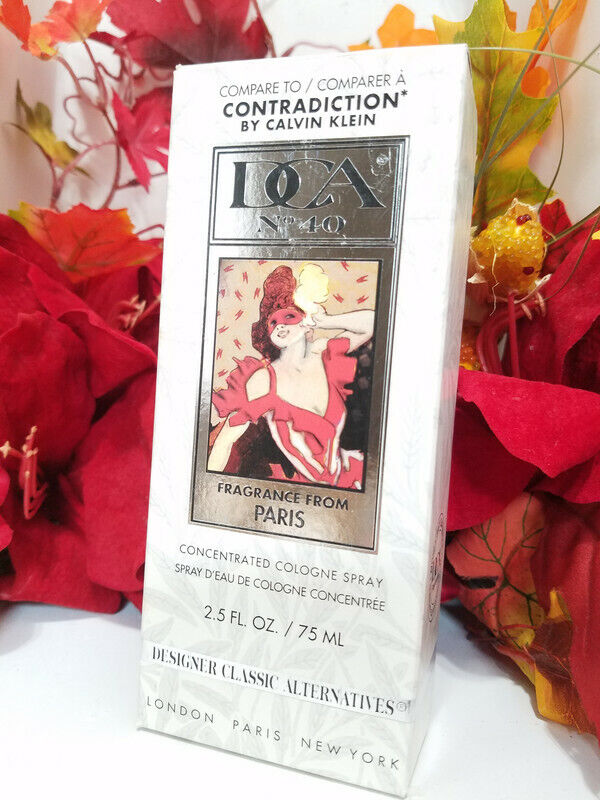 COMPARE TO / COMPARER À
CONTRADICTION*
BY CALVIN KLEIN
DCA®
Nº 40
FRAGRANCE FROM
PARIS
CONCENTRATED COLOGNE SPRAY
SPRAY D'EAU DE COLOGNE CONCENTRÉE
2.5 FL. OZ. / 75 ML
DESIGNER CLASSIC ALTERNATIVES®
LONDON PARIS NEW YORK